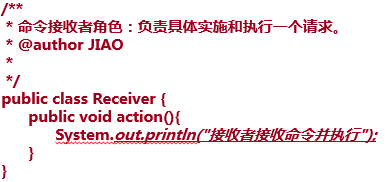 /**
* 命令接收者角色：负责具体实施和执行一个请求。
* @author JIAO
*
*/
public class Receiver {
public void action(){
System.out.println("接收者接收命令并执行");
}
}